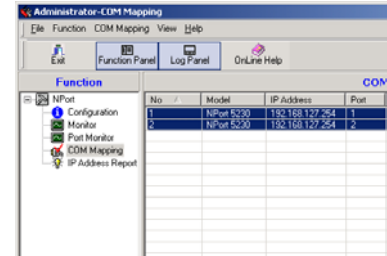 Administrator-COM Mapping
File Function COM Mapping View Help
Exit Function Panel Log Panel OnLine Help
Function COM
NPort
Configuration
Monitor
Port Monitor
COM Mapping
IP Address Report
No Model IP Address Port
1 NPort 5230 192.168.127.254 1
2 NPort 5230 192.168.127.254 2